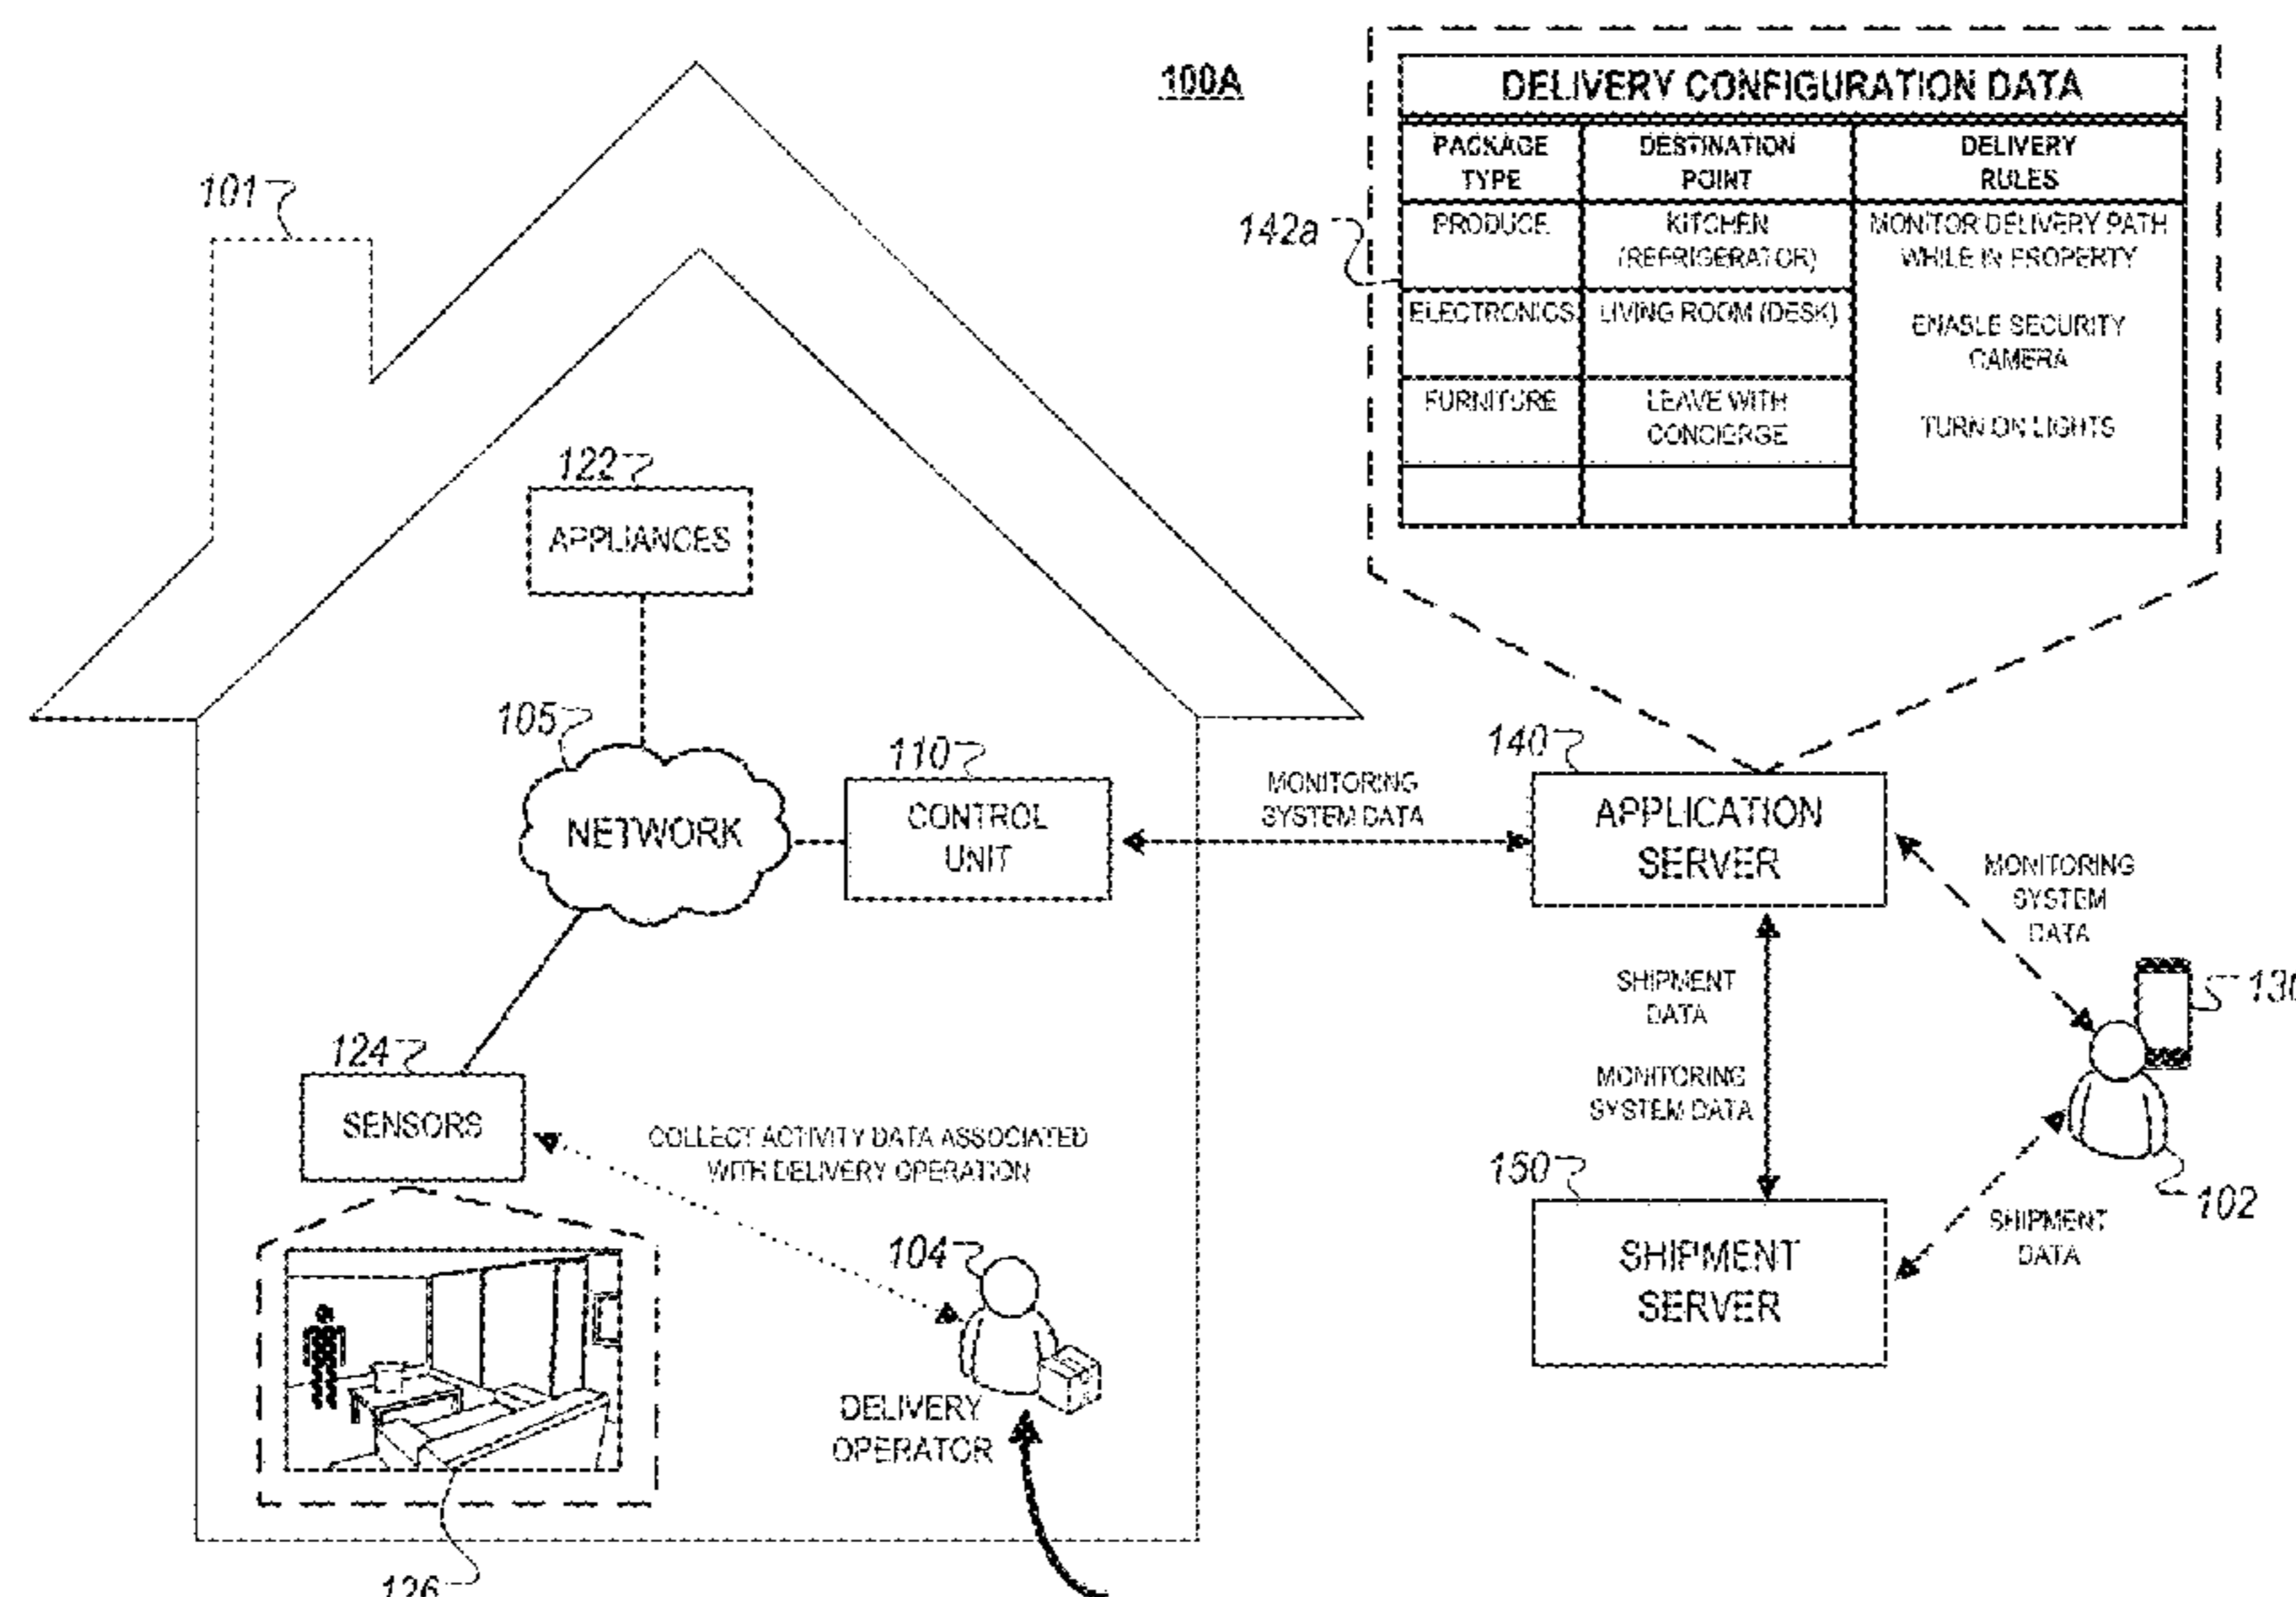 100A
DELIVERY CONFIGURATION DATA
PACKAGE
TYPE
DESTINATION
POINT
DELIVERY
RULES
142a
PRODUCE
KITCHEN
(REFRIGERATOR)
MONITOR DELIVERY PATH
WHILE IN PROPERTY
ELECTRONICS
LIVING ROOM (DESK)
ENABLE SECURITY
CAMERA
FURNITURE
LEAVE WITH
CONCIERGE
TURN ON LIGHTS
101
122
APPLIANCES
105
NETWORK
110
CONTROL
UNIT
MONITORING
SYSTEM DATA
140
APPLICATION
SERVER
MONITORING
SYSTEM
DATA
SHIPMENT
DATA
MONITORING
SYSTEM DATA
102
150
SHIPMENT
SERVER
SHIPMENT
DATA
124
SENSORS
COLLECT ACTIVITY DATA ASSOCIATED
WITH DELIVERY OPERATION
104
DELIVERY
OPERATOR
126